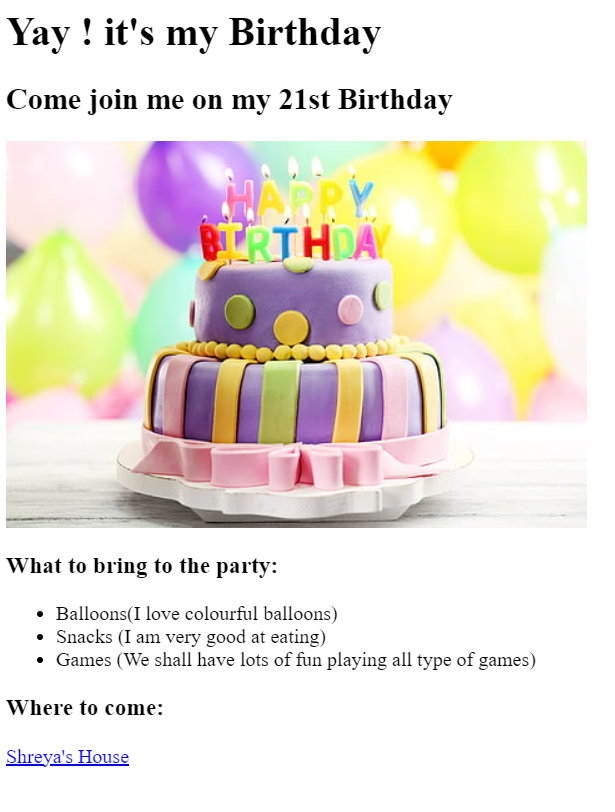 Yay ! it's my Birthday
Come join me on my 21st Birthday
HAPPY
BIRTHDAY
What to bring to the party:
Balloons(I love colourful balloons)
Snacks (I am very good at eating)
Games (We shall have lots of fun playing all type of games)
Where to come:
Shreya's House